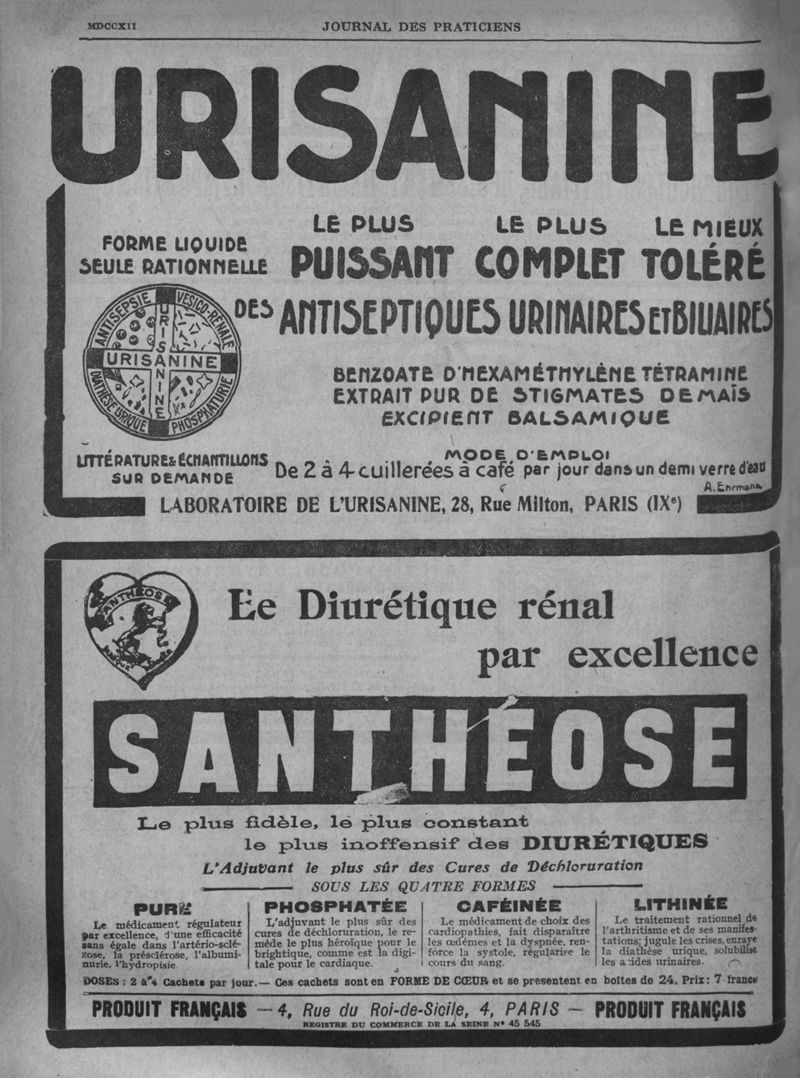 MDCCXII
JOURNAL DES PRATICIENS
URISANINE
FORME LIQUIDE
SEULE RATIONNELLE
LE PLUS LE PLUS LE MIEUX
PUISSANT COMPLET TOLÉRÉ
DES ANTISEPTIQUES URINAIRES ET BILIAIRES
ANTISEPSIE VESICO-RÉNALE
URISANINE
URISANINE
DIATHÈSE URIQUE PHOSPHATURIE
BENZOATE D'HEXAMÉTHYLÈNE TÉTRAMINE
EXTRAIT PUR DE STIGMATES DE MAÏS
EXCIPIENT BALSAMIQUE
LITTÉRATURE & ÉCHANTILLONS
SUR DEMANDE
MODE D'EMPLOI
De 2 à 4 cuillerées à café par jour dans un demi verre d'eau
A. Ehrmann
LABORATOIRE DE L'URISANINE, 28, Rue Milton, PARIS (IXe)
SANTHÉOSE
Le Diurétique rénal
par excellence
SANTHÉOSE
Le plus fidèle, le plus constant
le plus inoffensif des DIURÉTIQUES
L'Adjuvant le plus sûr des Cures de Déchloruration
SOUS LES QUATRE FORMES
PURE
Le médicament régulateur
par excellence, d'une efficacité
sans égale dans l'artério-sclé-
rose, la présclérose, l'albumi-
nurie, l'hydropisie.
PHOSPHATÉE
L'adjuvant le plus sûr des
cures de déchloruration, le re-
mède le plus héroïque pour le
brightique, comme est la digi-
tale pour le cardiaque.
CAFÉINÉE
Le médicament de choix des
cardiopathies, fait disparaître
les œdèmes et la dyspnée, ren-
force la systole, régularise le
cours du sang.
LITHINÉE
Le traitement rationnel de
l'arthritisme et de ses manifes-
tations; jugule les crises, enraye
la diathèse urique, solubilise
les acides urinaires.
DOSES : 2 à 4 Cachets par jour. — Ces cachets sont en FORME DE CŒUR et se présentent en boîtes de 24. Prix: 7 francs
PRODUIT FRANÇAIS — 4, Rue du Roi-de-Sicile, 4, PARIS — PRODUIT FRANÇAIS
REGISTRE DU COMMERCE DE LA SEINE N° 45 545